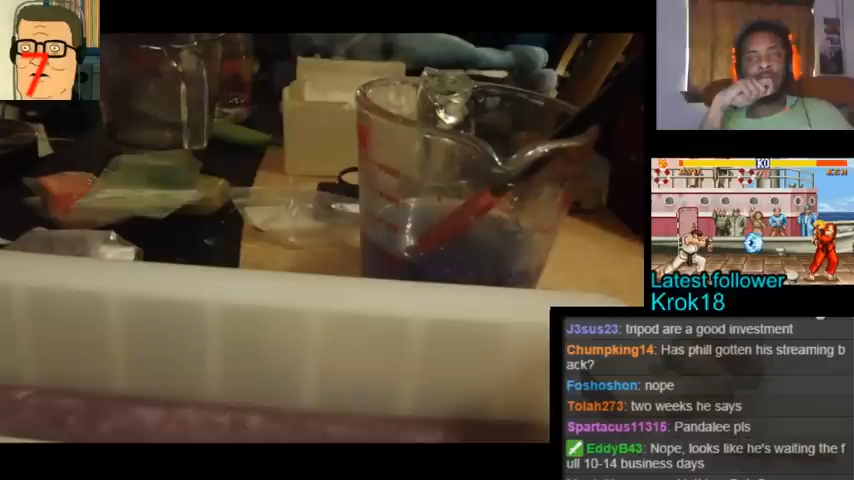 KO
RYU
KEN
Latest follower
Krok18
J3sus23: tripod are a good investment
Chumpking14: Has phill gotten his streaming b
ack?
Foshoshon: nope
Tolah273: two weeks he says
Spartacus11315: Pandalee pls
EddyB43: Nope, looks like he's waiting the f
ull 10-14 business days